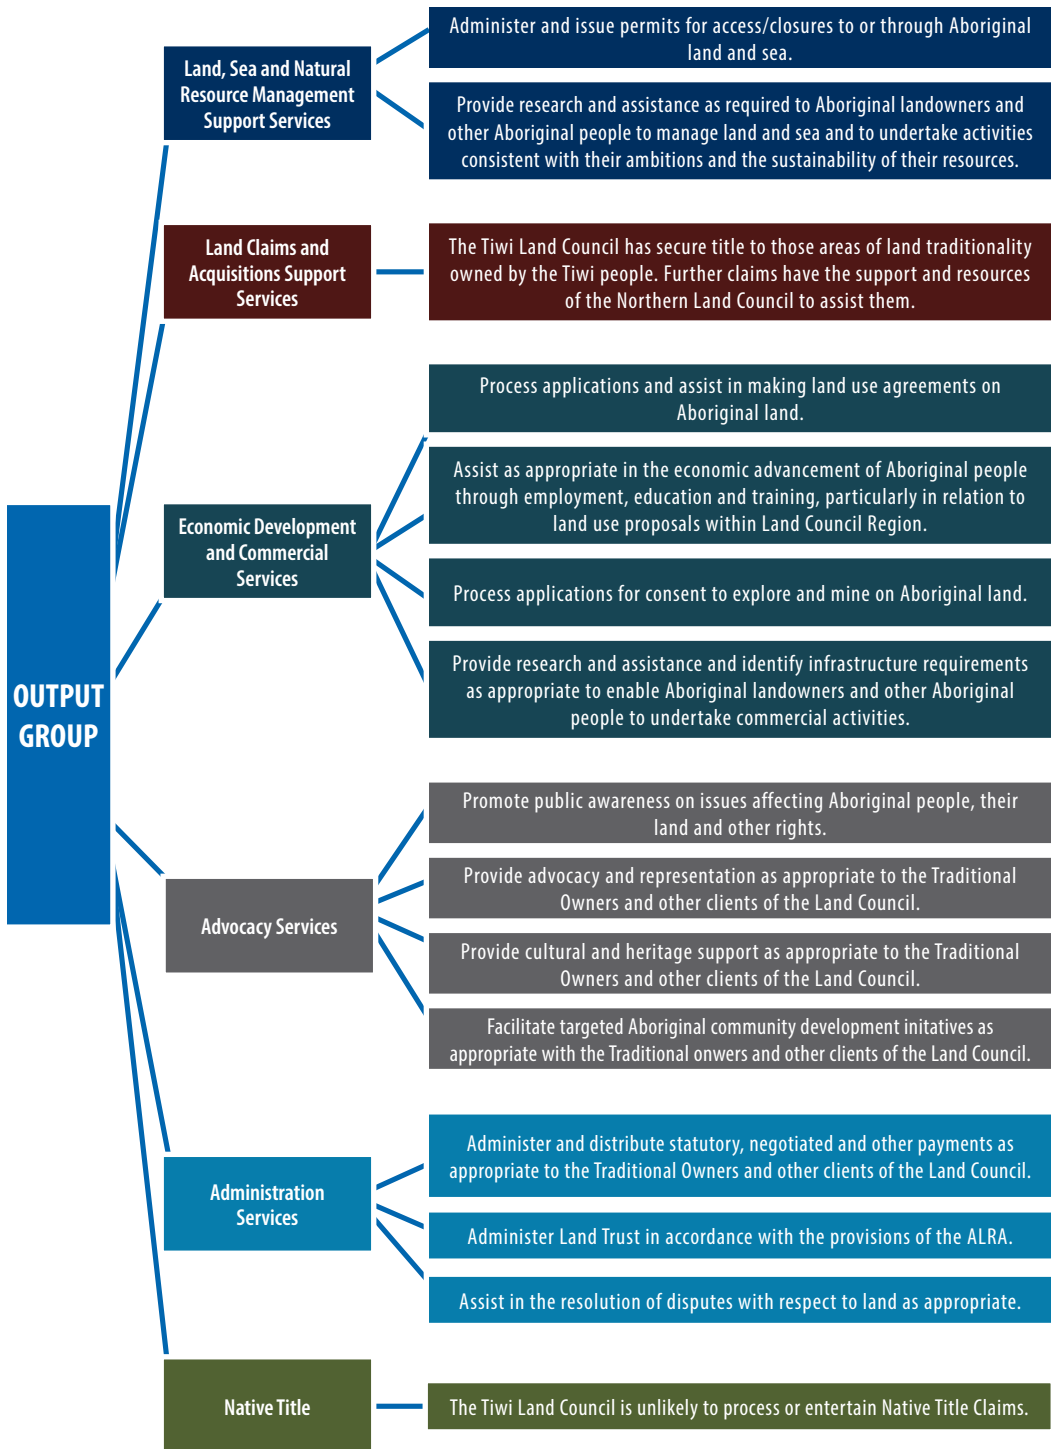 OUTPUT
GROUP
Land, Sea and Natural
Resource Management
Support Services
Administer and issue permits for access/closures to or through Aboriginal
land and sea.
Provide research and assistance as required to Aboriginal landowners and
other Aboriginal people to manage land and sea and to undertake activities
consistent with their ambitions and the sustainability of their resources.
Land Claims and
Acquisitions Support
Services
The Tiwi Land Council has secure title to those areas of land traditionality
owned by the Tiwi people. Further claims have the support and resources
of the Northern Land Council to assist them.
Economic Development
and Commercial
Services
Process applications and assist in making land use agreements on
Aboriginal land.
Assist as appropriate in the economic advancement of Aboriginal people
through employment, education and training, particularly in relation to
land use proposals within Land Council Region.
Process applications for consent to explore and mine on Aboriginal land.
Provide research and assistance and identify infrastructure requirements
as appropriate to enable Aboriginal landowners and other Aboriginal
people to undertake commercial activities.
Advocacy Services
Promote public awareness on issues affecting Aboriginal people, their
land and other rights.
Provide advocacy and representation as appropriate to the Traditional
Owners and other clients of the Land Council.
Provide cultural and heritage support as appropriate to the Traditional
Owners and other clients of the Land Council.
Facilitate targeted Aboriginal community development initatives as
appropriate with the Traditional onwers and other clients of the Land Council.
Administration
Services
Administer and distribute statutory, negotiated and other payments as
appropriate to the Traditional Owners and other clients of the Land Council.
Administer Land Trust in accordance with the provisions of the ALRA.
Assist in the resolution of disputes with respect to land as appropriate.
Native Title
The Tiwi Land Council is unlikely to process or entertain Native Title Claims.